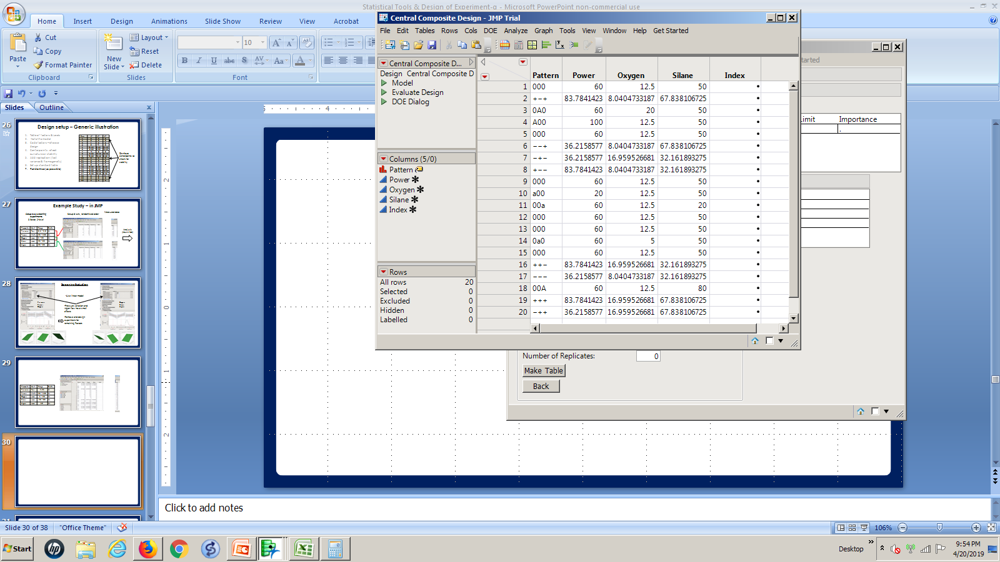 Statistical Tools & Design of Experiment-α - Microsoft PowerPoint non-commercial use
Home Insert Design Animations Slide Show Review View Acrobat
Paste
Cut
Copy
Format Painter
Clipboard
New
Slide
Layout
Reset
Delete
Slides
10
B I U abc S AV Aa A
Font
Slides Outline
26
Design setup – Generic illustration
27
Example Study – in JMP
28
29
30
Central Composite Design - JMP Trial
File Edit Tables Rows Cols DOE Analyze Graph Tools View Window Help Get Started
Central Composite D...
Design Central Composite D
Model
Evaluate Design
DOE Dialog
Columns (5/0)
Pattern
Power
Oxygen
Silane
Index
Rows
All rows 20
Selected 0
Excluded 0
Hidden 0
Labelled 0
Pattern Power Oxygen Silane Index
1 000 60 12.5 50 •
2 +−+ 83.7841423 8.0404733187 67.838106725 •
3 0A0 60 20 50 •
4 A00 100 12.5 50 •
5 000 60 12.5 50 •
6 −−+ 36.2158577 8.0404733187 67.838106725 •
7 −+− 36.2158577 16.959526681 32.161893275 •
8 +−− 83.7841423 8.0404733187 32.161893275 •
9 000 60 12.5 50 •
10 a00 20 12.5 50 •
11 00a 60 12.5 20 •
12 000 60 12.5 50 •
13 000 60 12.5 50 •
14 0a0 60 5 50 •
15 000 60 12.5 50 •
16 ++− 83.7841423 16.959526681 32.161893275 •
17 −−− 36.2158577 8.0404733187 32.161893275 •
18 00A 60 12.5 80 •
19 +++ 83.7841423 16.959526681 67.838106725 •
20 −++ 36.2158577 16.959526681 67.838106725 •
tarted
imit Importance
Number of Replicates: 0
Make Table
Back
Click to add notes
Slide 30 of 38 "Office Theme" 106%
Start
Desktop
9:54 PM
4/20/2019